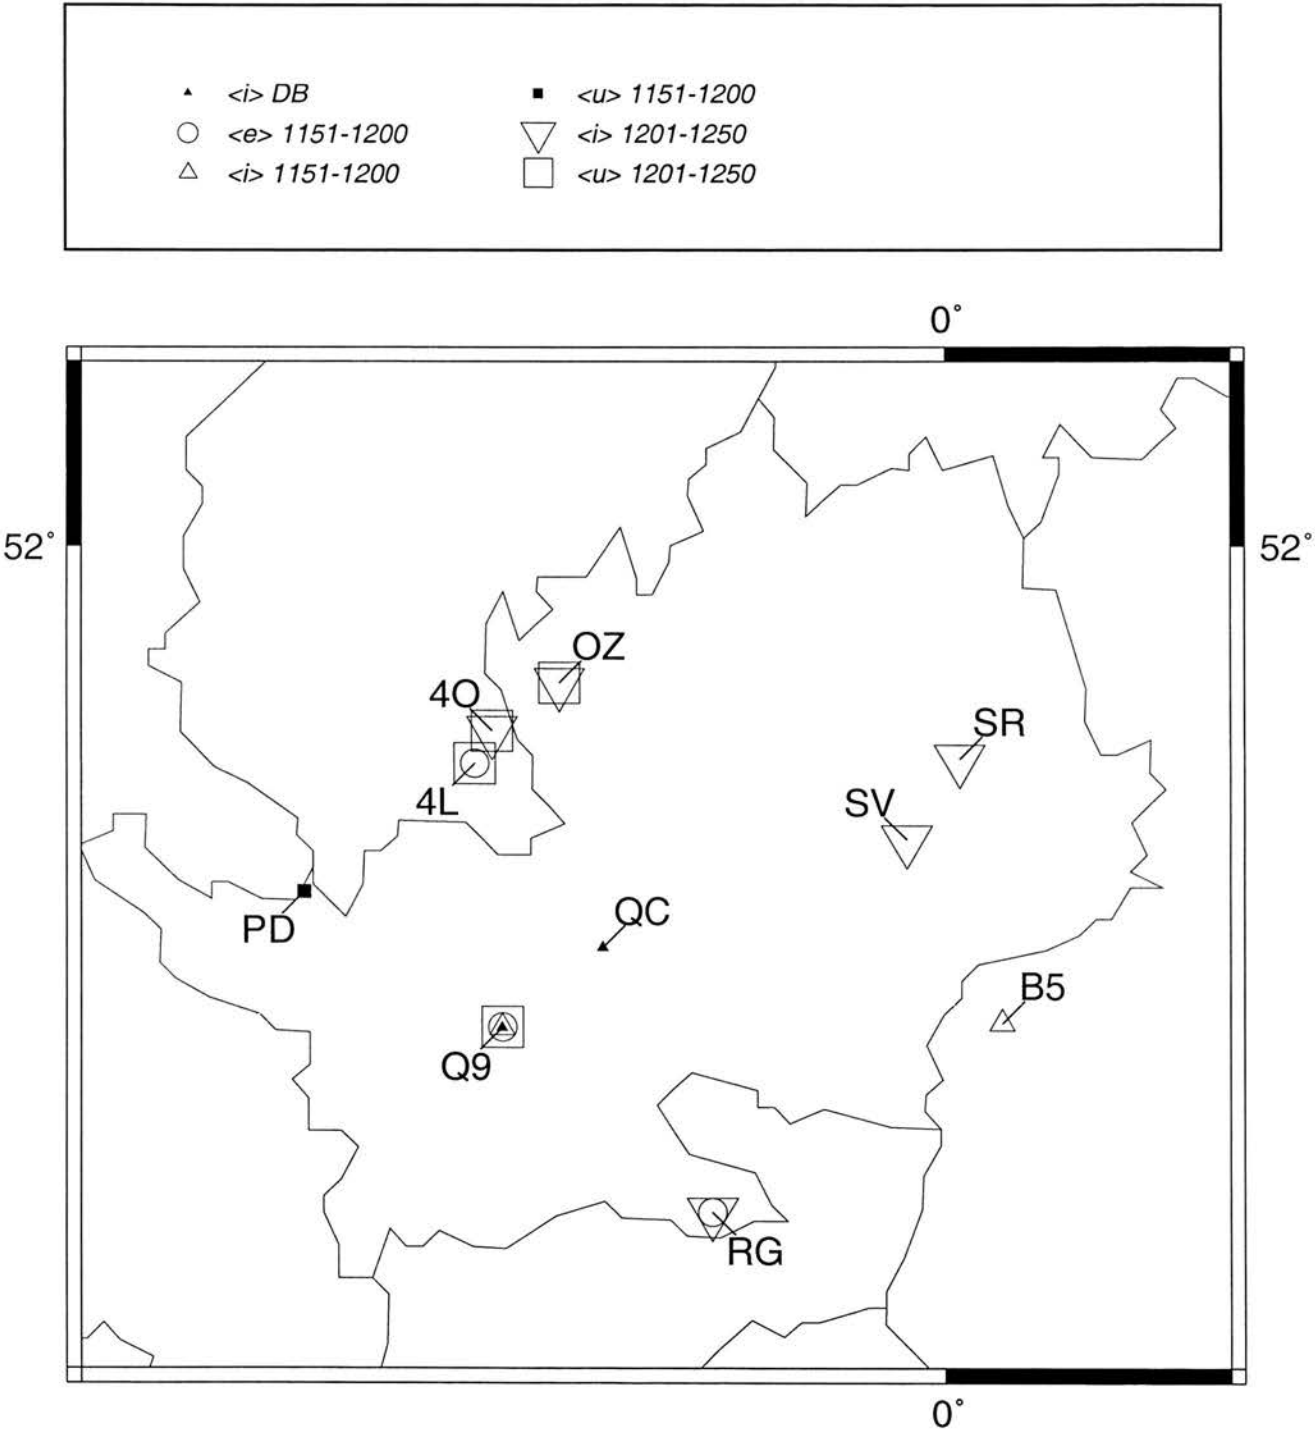 <i> DB
<e> 1151-1200
<i> 1151-1200
<u> 1151-1200
<i> 1201-1250
<u> 1201-1250
0°
52°
52°
OZ
4O
SR
4L
SV
QC
PD
B5
Q9
RG
0°